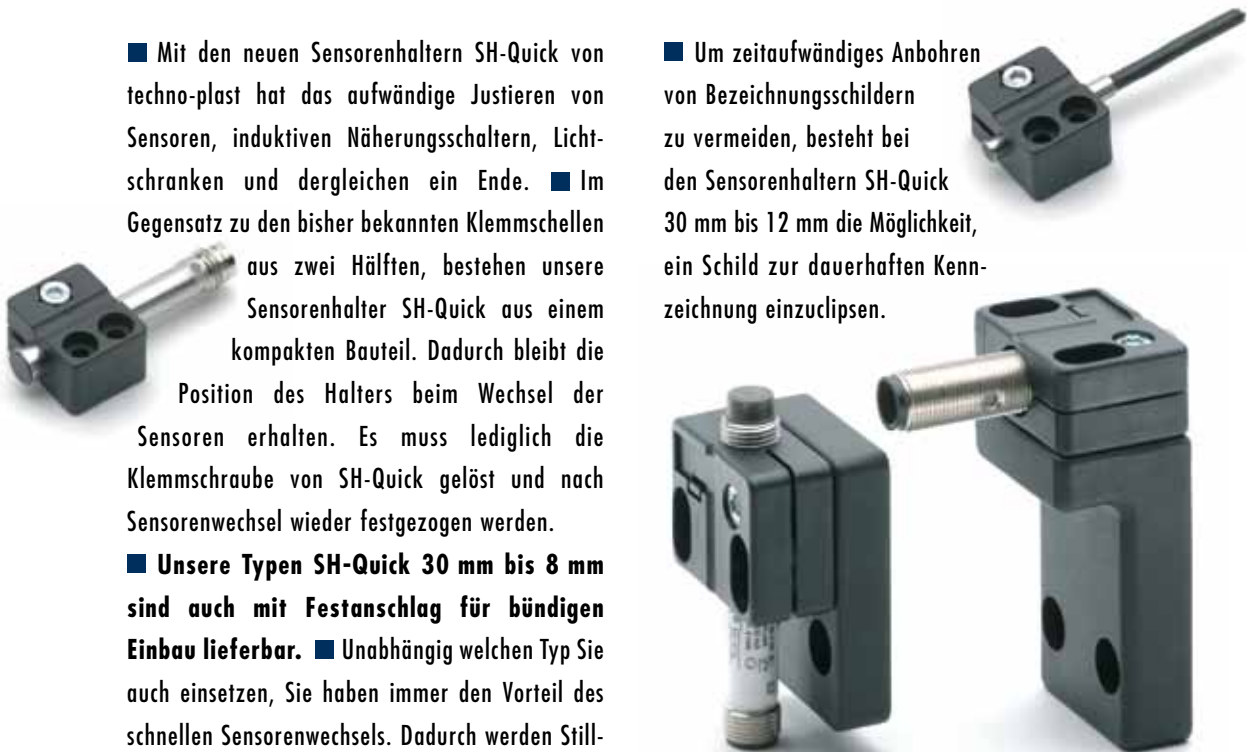 ■ Mit den neuen Sensorenhaltern SH-Quick von
techno-plast hat das aufwändige Justieren von
Sensoren, induktiven Näherungsschaltern, Licht-
schranken und dergleichen ein Ende. ■ Im
Gegensatz zu den bisher bekannten Klemmschellen
aus zwei Hälften, bestehen unsere
Sensorenhalter SH-Quick aus einem
kompakten Bauteil. Dadurch bleibt die
Position des Halters beim Wechsel der
Sensoren erhalten. Es muss lediglich die
Klemmschraube von SH-Quick gelöst und nach
Sensorenwechsel wieder festgezogen werden.
■ Unsere Typen SH-Quick 30 mm bis 8 mm
sind auch mit Festanschlag für bündigen
Einbau lieferbar. ■ Unabhängig welchen Typ Sie
auch einsetzen, Sie haben immer den Vorteil des
schnellen Sensorenwechsels. Dadurch werden Still-
■ Um zeitaufwändiges Anbohren
von Bezeichnungsschildern
zu vermeiden, besteht bei
den Sensorenhaltern SH-Quick
30 mm bis 12 mm die Möglichkeit,
ein Schild zur dauerhaften Kenn-
zeichnung einzuclipsen.